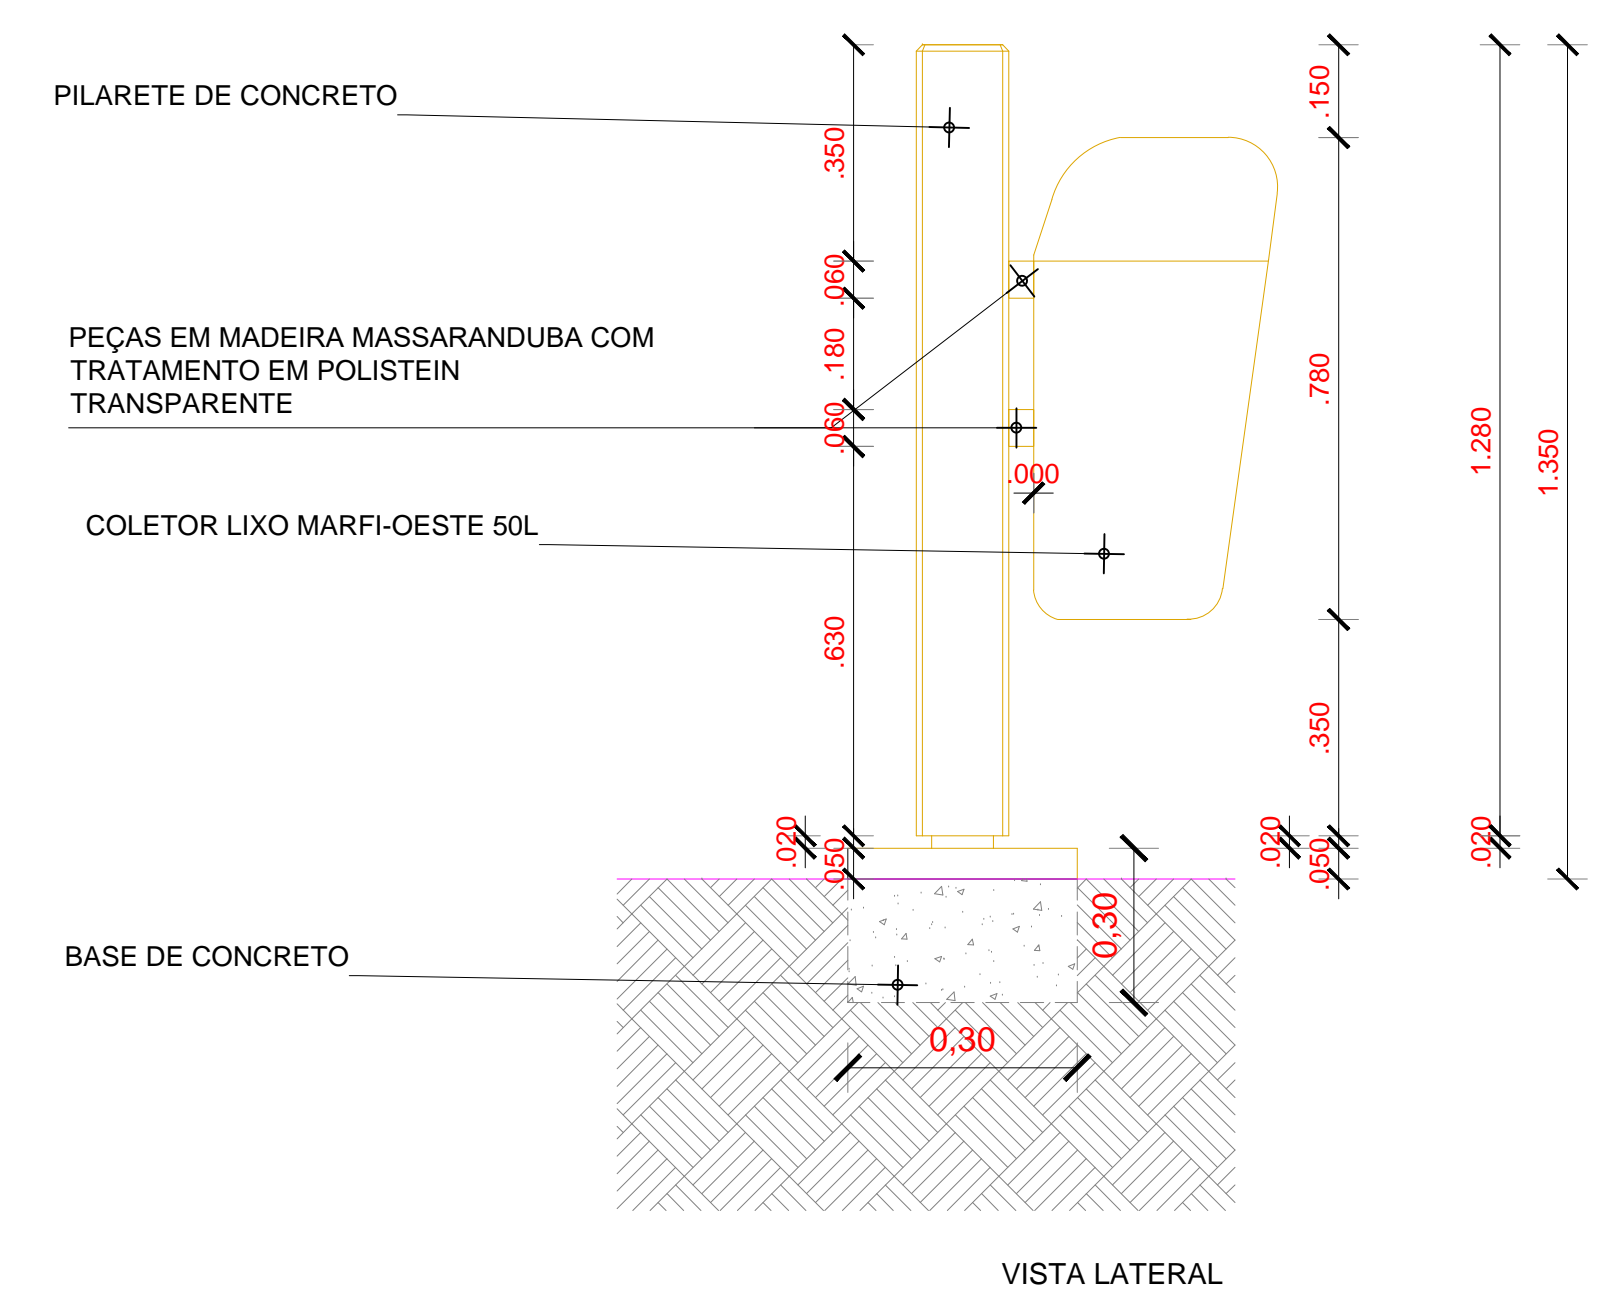 .150
PILARETE DE CONCRETO
.350
.060
PEÇAS EM MADEIRA MASSARANDUBA COM
TRATAMENTO EM POLISTEIN
TRANSPARENTE
.180
.780
.060
1.280
1.350
.000
COLETOR LIXO MARFI-OESTE 50L
.630
.350
.020
.050
.020
.050
.020
0,30
BASE DE CONCRETO
0,30
VISTA LATERAL